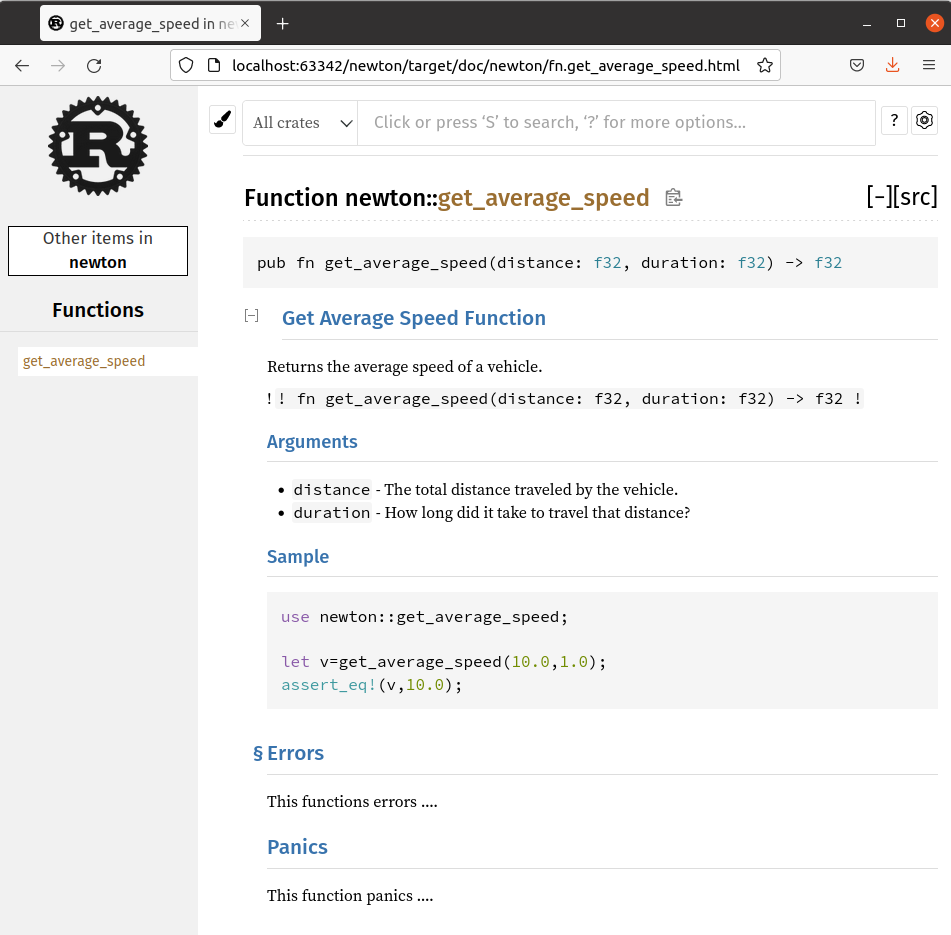 get_average_speed in ne
localhost:63342/newton/target/doc/newton/fn.get_average_speed.html
R
All crates
Click or press ‘S’ to search, ‘?’ for more options…
?
Other items in
newton
Functions
get_average_speed
Function newton::get_average_speed
[−][src]
pub fn get_average_speed(distance: f32, duration: f32) -> f32
[−]
Get Average Speed Function
Returns the average speed of a vehicle.
!! fn get_average_speed(distance: f32, duration: f32) -> f32 !
Arguments
• distance - The total distance traveled by the vehicle.
• duration - How long did it take to travel that distance?
Sample
use newton::get_average_speed;
let v=get_average_speed(10.0,1.0);
assert_eq!(v,10.0);
§ Errors
This functions errors ....
Panics
This function panics ....